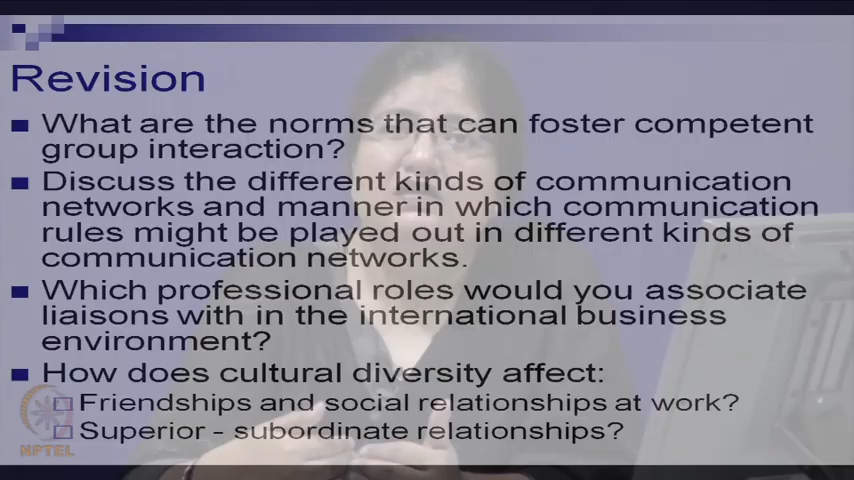 Revision
What are the norms that can foster competent
group interaction?
Discuss the different kinds of communication
networks and manner in which communication
rules might be played out in different kinds of
communication networks.
Which professional roles would you associate
liaisons with in the international business
environment?
How does cultural diversity affect:
Friendships and social relationships at work?
Superior - subordinate relationships?
NPTEL